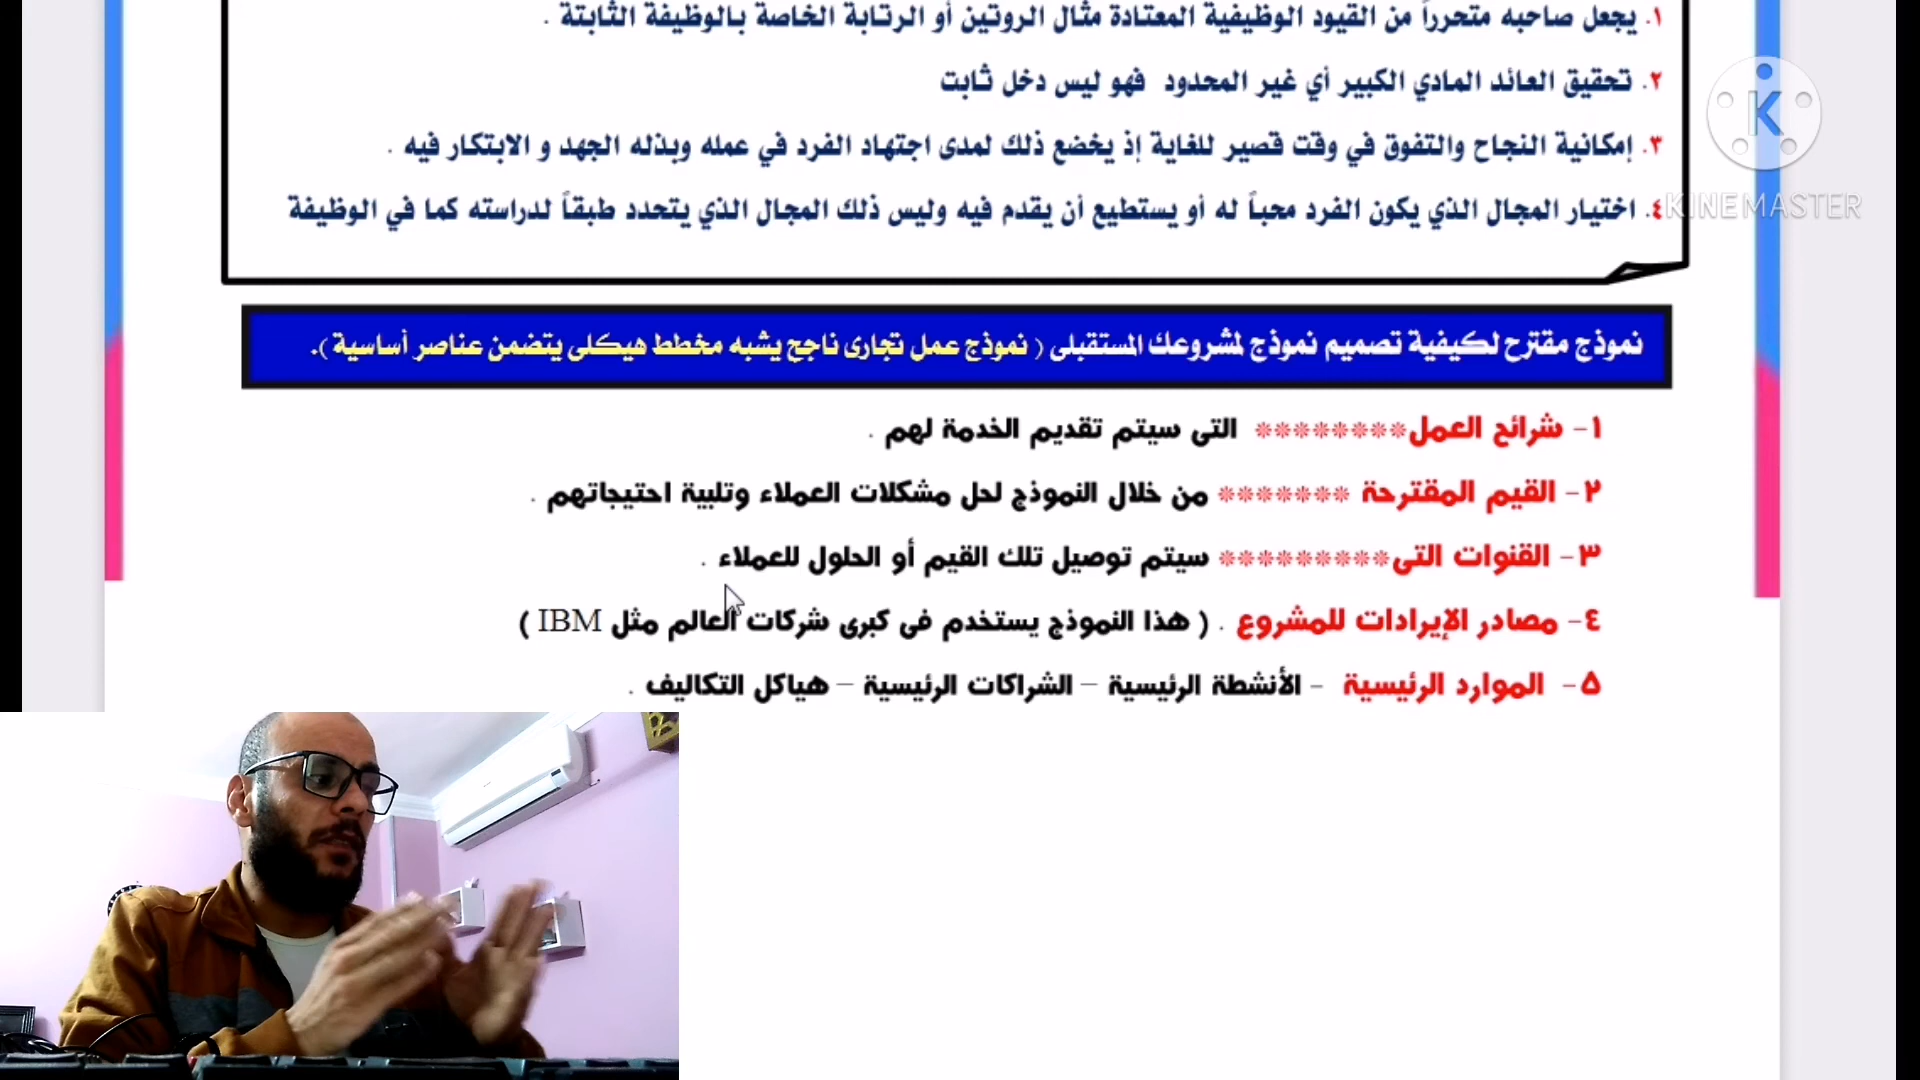 ١. يجعل صاحبه متحرراً من القيود الوظيفية المعتادة مثال الروتين أو الرتابة الخاصة بالوظيفة الثابتة .
٢. تحقيق العائد المادي الكبير أي غير المحدود فهو ليس دخل ثابت
٣. إمكانية النجاح والتفوق في وقت قصير للغاية إذ يخضع ذلك لمدى اجتهاد الفرد في عمله وبذله الجهد و الابتكار فيه .
٤. اختيار المجال الذي يكون الفرد محباً له أو يستطيع أن يقدم فيه وليس ذلك المجال الذي يتحدد طبقاً لدراسته كما في الوظيفة
K
KINEMASTER
نموذج مقترح لكيفية تصميم نموذج لمشروعك المستقبلى ( نموذج عمل تجارى ناجح يشبه مخطط هيكلى يتضمن عناصر أساسية ).
١- شرائح العمل******** التى سيتم تقديم الخدمة لهم .
٢- القيم المقترحة ******* من خلال النموذج لحل مشكلات العملاء وتلبية احتيجاتهم .
٣- القنوات التى********* سيتم توصيل تلك القيم أو الحلول للعملاء .
٤- مصادر الإيرادات للمشروع . ( هذا النموذج يستخدم فى كبرى شركات العالم مثل IBM )
٥- الموارد الرئيسية - الأنشطة الرئيسية – الشراكات الرئيسية – هياكل التكاليف .